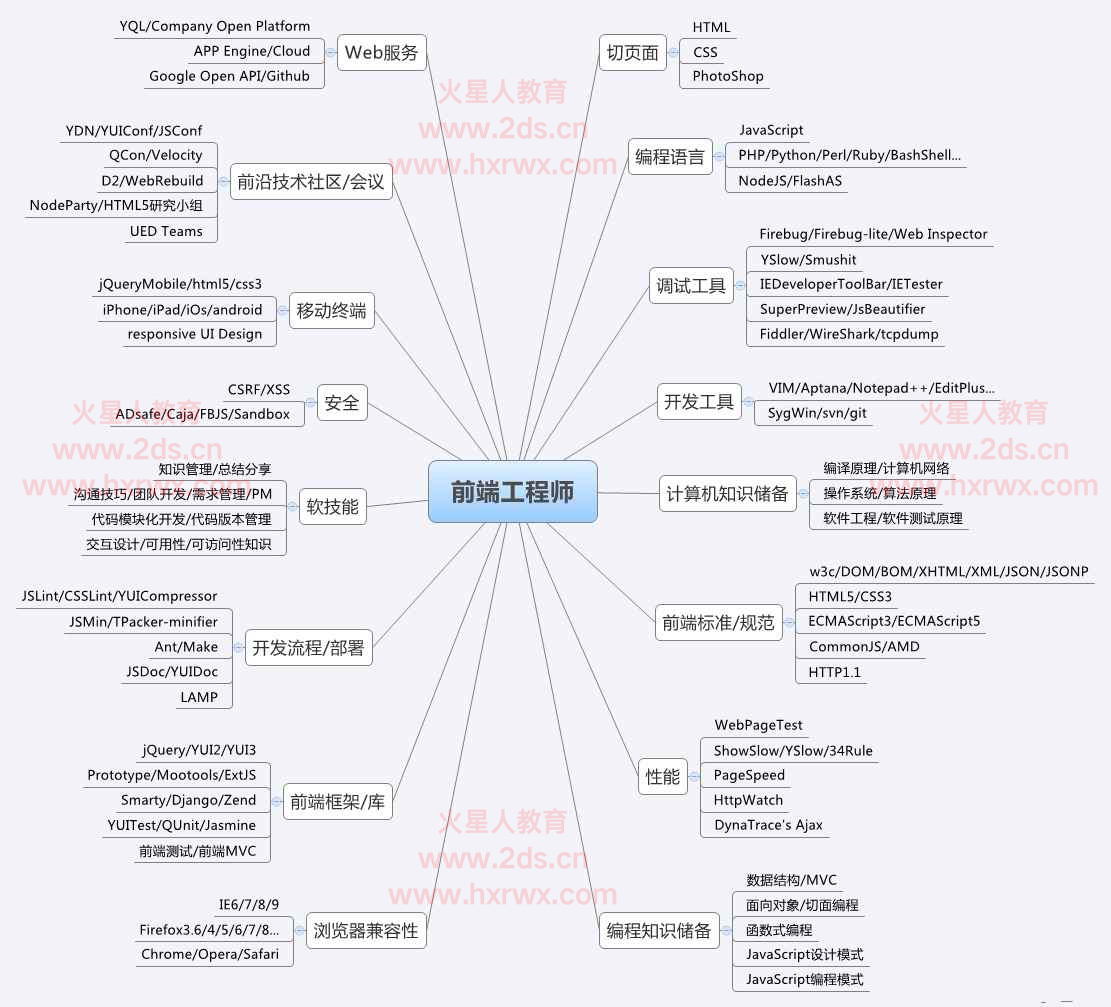 前端工程师
Web服务
YQL/Company Open Platform
APP Engine/Cloud
Google Open API/Github
前沿技术社区/会议
YDN/YUIConf/JSConf
QCon/Velocity
D2/WebRebuild
NodeParty/HTML5研究小组
UED Teams
移动终端
jQueryMobile/html5/css3
iPhone/iPad/iOs/android
responsive UI Design
安全
CSRF/XSS
ADsafe/Caja/FBJS/Sandbox
软技能
知识管理/总结分享
沟通技巧/团队开发/需求管理/PM
代码模块化开发/代码版本管理
交互设计/可用性/可访问性知识
开发流程/部署
JSLint/CSSLint/YUICompressor
JSMin/TPacker-minifier
Ant/Make
JSDoc/YUIDoc
LAMP
前端框架/库
jQuery/YUI2/YUI3
Prototype/Mootools/ExtJS
Smarty/Django/Zend
YUITest/QUnit/Jasmine
前端测试/前端MVC
浏览器兼容性
IE6/7/8/9
Firefox3.6/4/5/6/7/8...
Chrome/Opera/Safari
切页面
HTML
CSS
PhotoShop
编程语言
JavaScript
PHP/Python/Perl/Ruby/BashShell...
NodeJS/FlashAS
调试工具
Firebug/Firebug-lite/Web Inspector
YSlow/Smushit
IEDeveloperToolBar/IETester
SuperPreview/JsBeautifier
Fiddler/WireShark/tcpdump
开发工具
VIM/Aptana/Notepad++/EditPlus...
SygWin/svn/git
计算机知识储备
编译原理/计算机网络
操作系统/算法原理
软件工程/软件测试原理
前端标准/规范
w3c/DOM/BOM/XHTML/XML/JSON/JSONP
HTML5/CSS3
ECMAScript3/ECMAScript5
CommonJS/AMD
HTTP1.1
性能
WebPageTest
ShowSlow/YSlow/34Rule
PageSpeed
HttpWatch
DynaTrace's Ajax
编程知识储备
数据结构/MVC
面向对象/切面编程
函数式编程
JavaScript设计模式
JavaScript编程模式
火星人教育
www.2ds.cn
www.hxrwx.com
火星人教育
www.2ds.cn
www.hxrwx.com
火星人教育
www.2ds.cn
www.hxrwx.com
火星人教育
www.2ds.cn
www.hxrwx.com